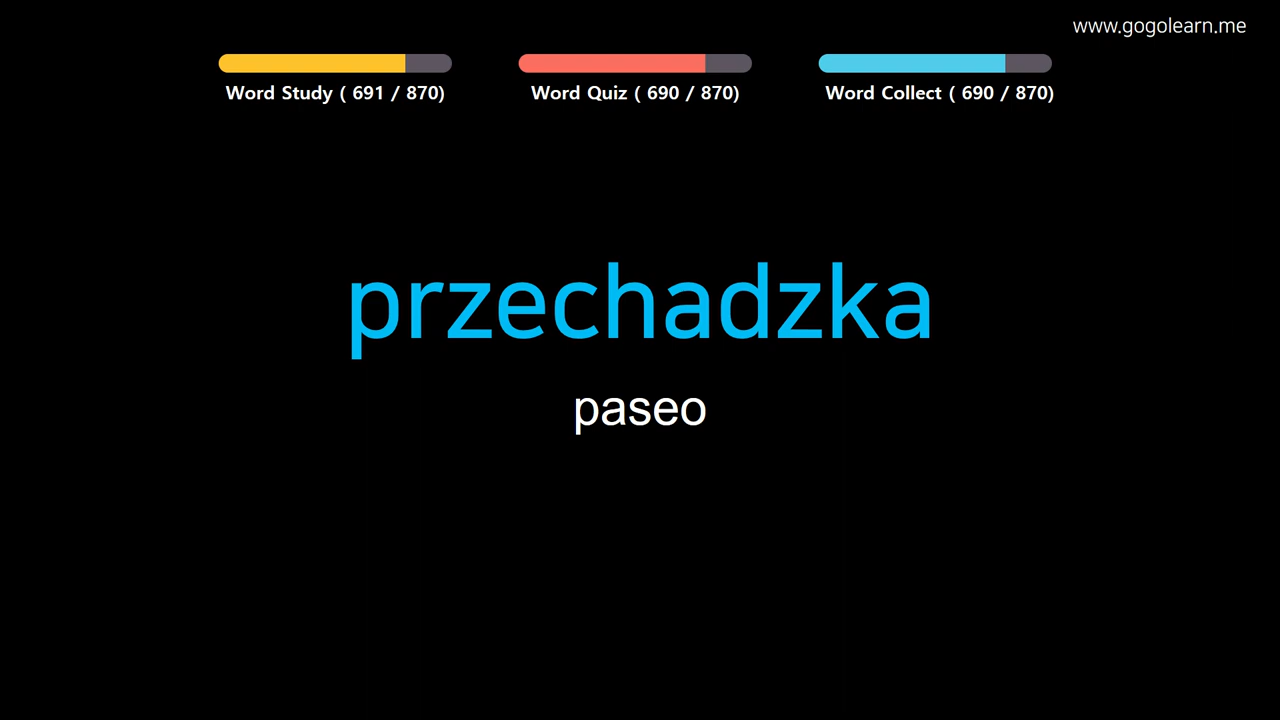 www.gogolearn.me
Word Study ( 691 / 870)
Word Quiz ( 690 / 870)
Word Collect ( 690 / 870)
przechadzka
paseo